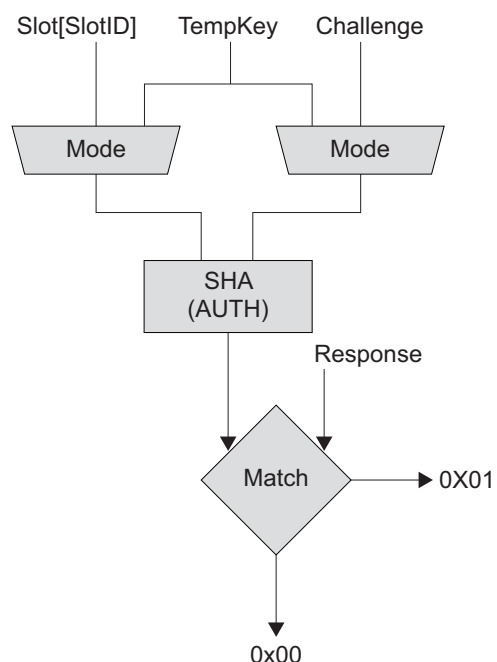 Slot[SlotID] TempKey Challenge
Mode Mode
SHA
(AUTH)
Response
Match 0X01
0x00